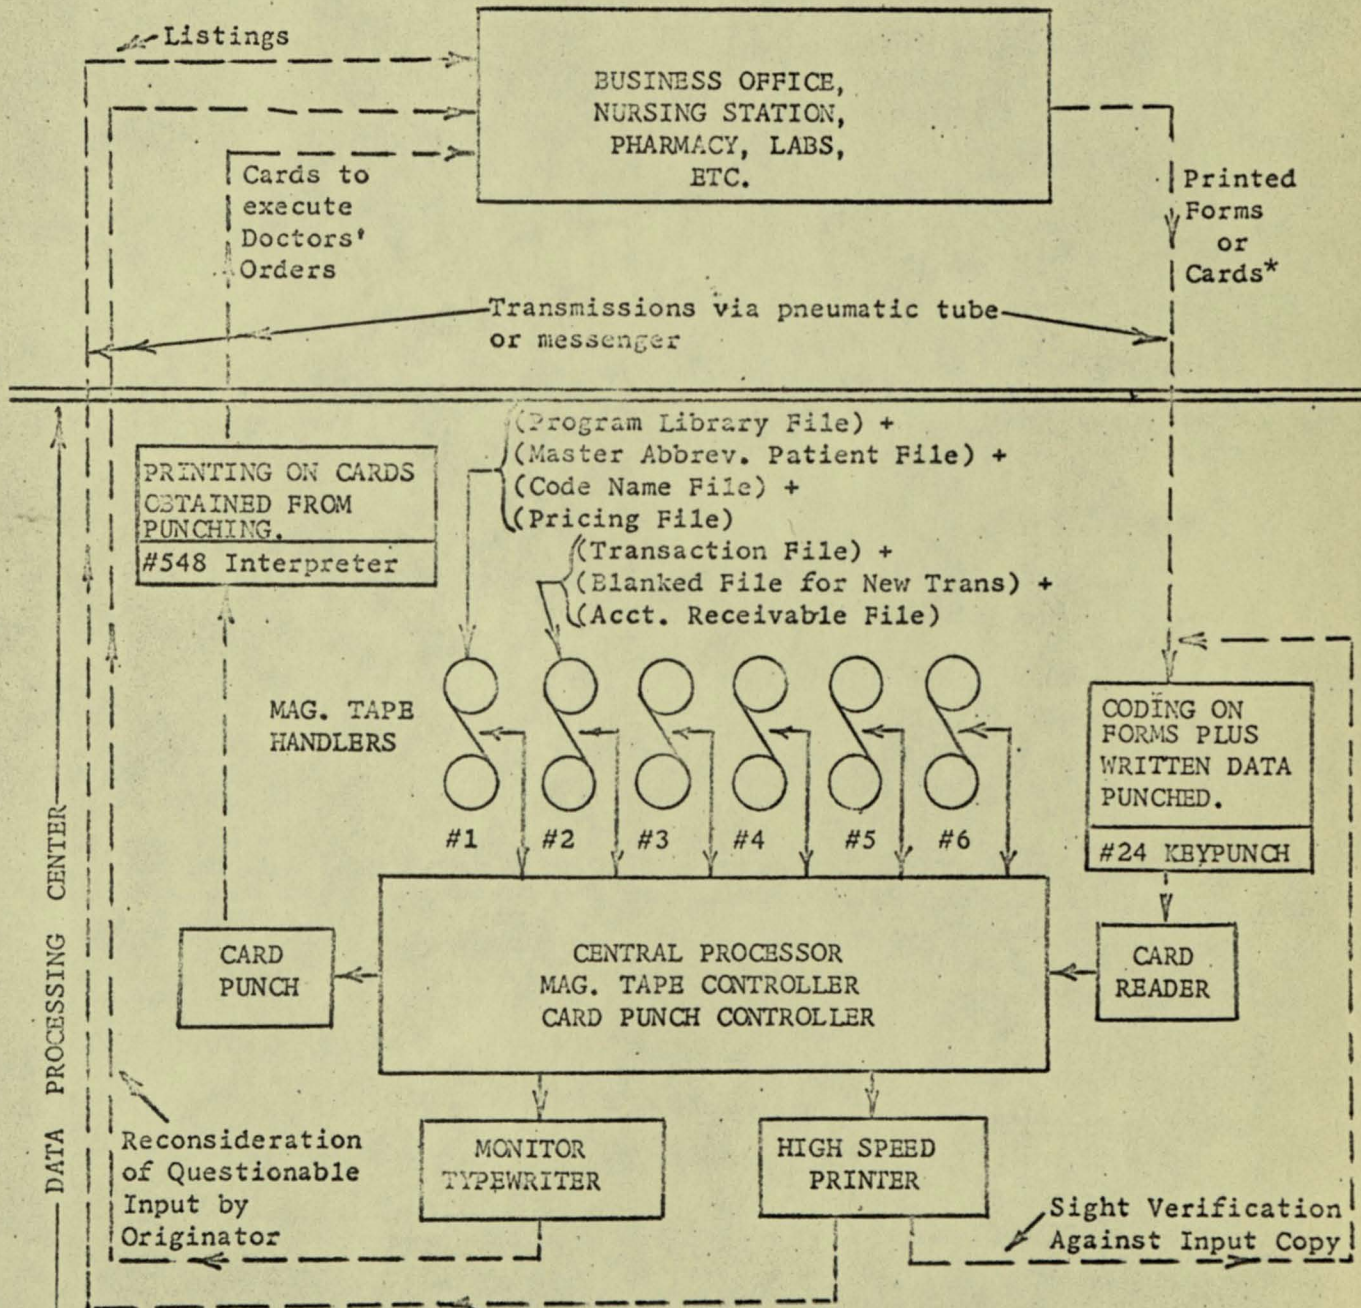 Listings
BUSINESS OFFICE,
NURSING STATION,
PHARMACY, LABS,
ETC.
Cards to
execute
Doctors'
Orders
Printed
Forms
or
Cards*
Transmissions via pneumatic tube
or messenger
(Program Library File) +
(Master Abbrev. Patient File) +
(Code Name File) +
(Pricing File)
PRINTING ON CARDS
OBTAINED FROM
PUNCHING.
#548 Interpreter
(Transaction File) +
(Blanked File for New Trans) +
(Acct. Receivable File)
MAG. TAPE
HANDLERS
#1 #2 #3 #4 #5 #6
CODING ON
FORMS PLUS
WRITTEN DATA
PUNCHED.
#24 KEYPUNCH
DATA PROCESSING CENTER
CARD
PUNCH
CENTRAL PROCESSOR
MAG. TAPE CONTROLLER
CARD PUNCH CONTROLLER
CARD
READER
Reconsideration
of Questionable
Input by
Originator
MONITOR
TYPEWRITER
HIGH SPEED
PRINTER
Sight Verification
Against Input Copy